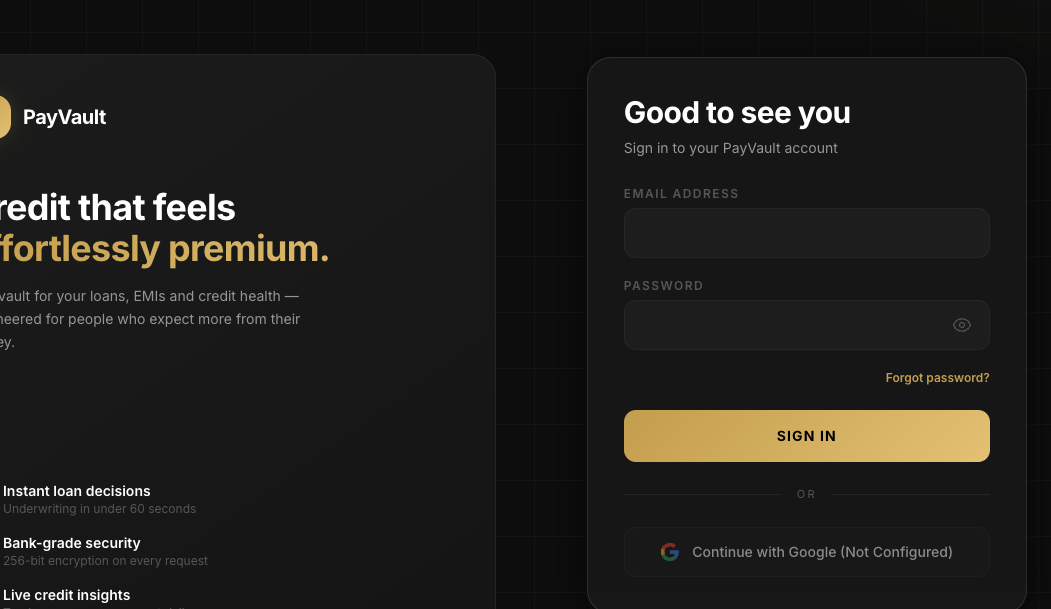 PayVault
redit that feels
ffortlessly premium.
vault for your loans, EMIs and credit health —
neered for people who expect more from their
ey.
Instant loan decisions
Underwriting in under 60 seconds
Bank-grade security
256-bit encryption on every request
Live credit insights
Good to see you
Sign in to your PayVault account
EMAIL ADDRESS
PASSWORD
Forgot password?
SIGN IN
OR
Continue with Google (Not Configured)